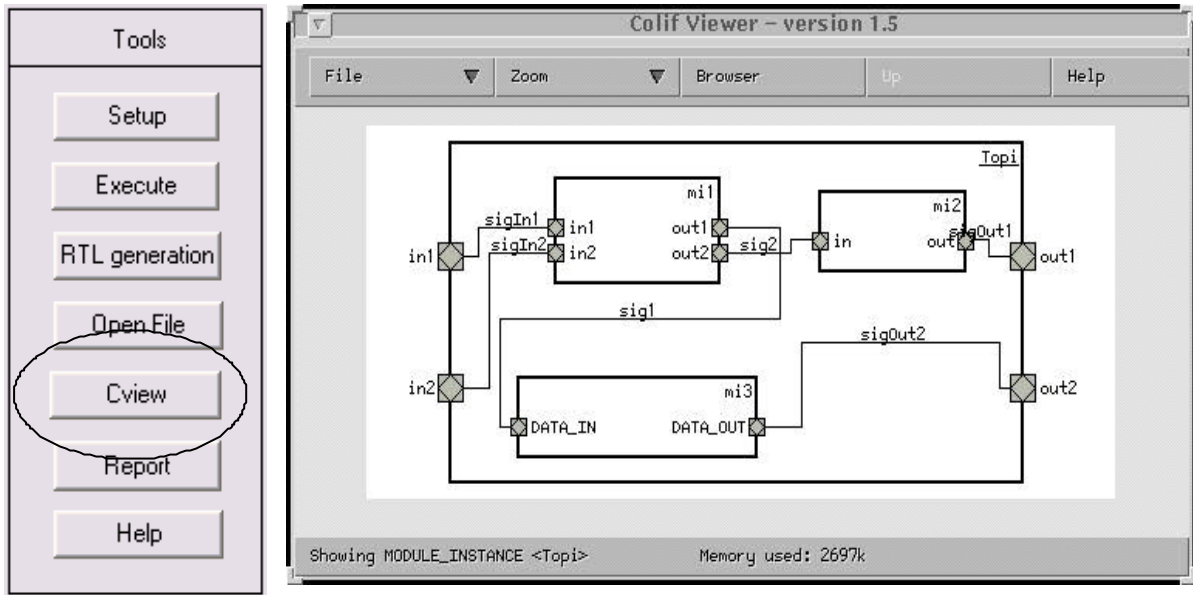 Tools
Setup
Execute
RTL generation
Open File
Cview
Report
Help
Colif Viewer – version 1.5
File
Zoom
Browser
Up
Help
Topi
mi1
sigIn1
in1
out1
sigIn2
in2
out2
sig2
mi2
in
out
sigOut1
in1
out1
sig1
sigOut2
in2
out2
mi3
DATA_IN
DATA_OUT
Showing MODULE_INSTANCE <Topi>
Memory used: 2697k